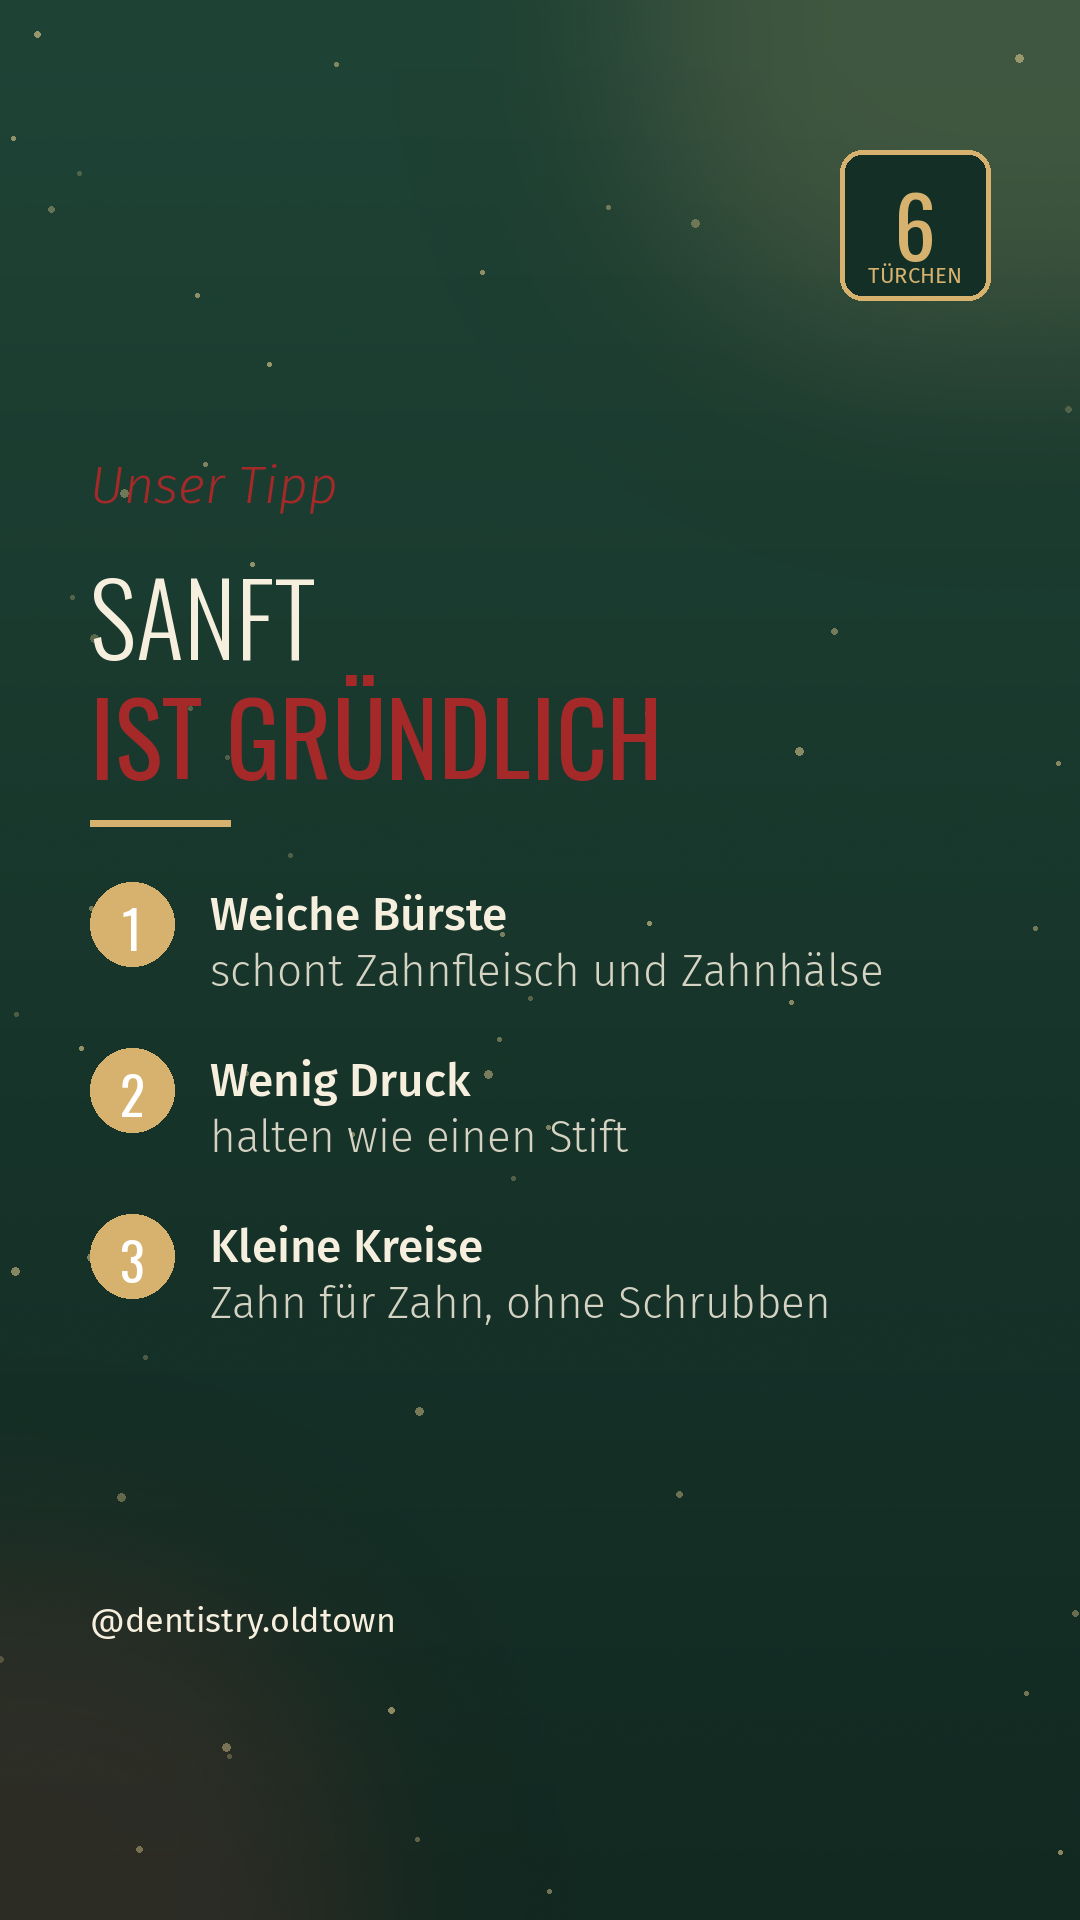 6
TÜRCHEN
Unser Tipp
SANFT
IST GRÜNDLICH
1
Weiche Bürste
schont Zahnfleisch und Zahnhälse
2
Wenig Druck
halten wie einen Stift
3
Kleine Kreise
Zahn für Zahn, ohne Schrubben
@dentistry.oldtown